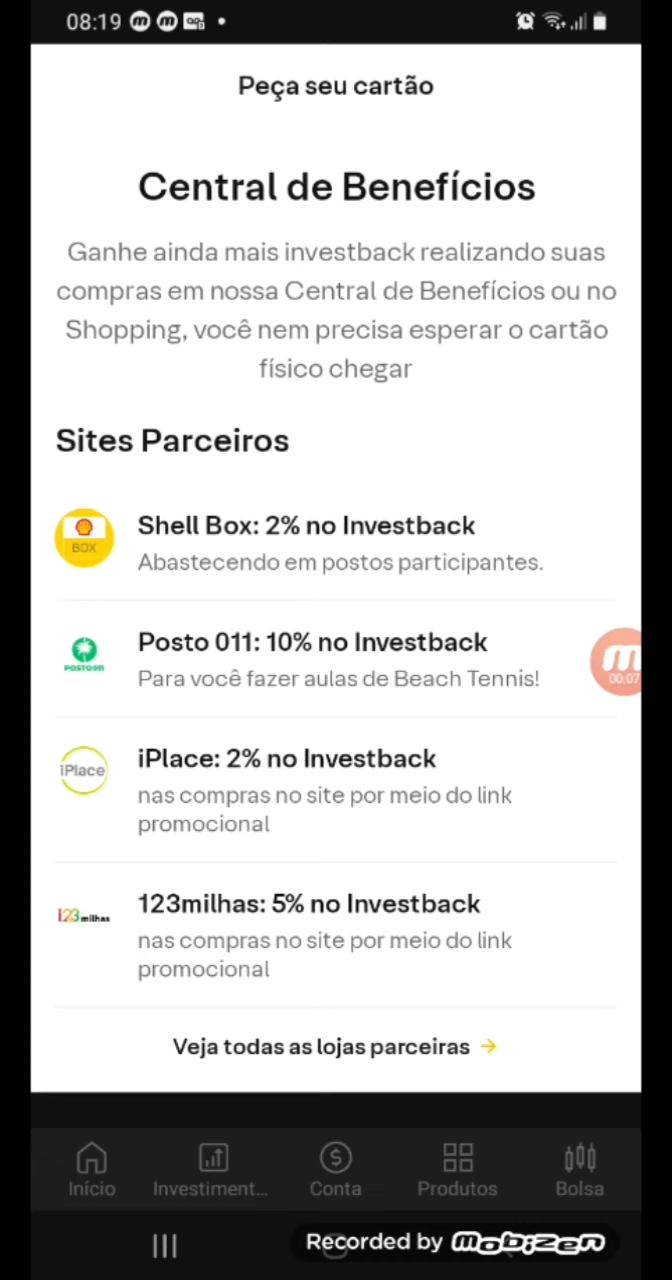 08:19
Peça seu cartão
Central de Benefícios
Ganhe ainda mais investback realizando suas
compras em nossa Central de Benefícios ou no
Shopping, você nem precisa esperar o cartão
físico chegar
Sites Parceiros
BOX
Shell Box: 2% no Investback
Abastecendo em postos participantes.
POSTO011
Posto 011: 10% no Investback
Para você fazer aulas de Beach Tennis!
m
00:07
iPlace
iPlace: 2% no Investback
nas compras no site por meio do link
promocional
123milhas
123milhas: 5% no Investback
nas compras no site por meio do link
promocional
Veja todas as lojas parceiras →
Início
Investiment...
Conta
Produtos
Bolsa
Recorded by mobizen